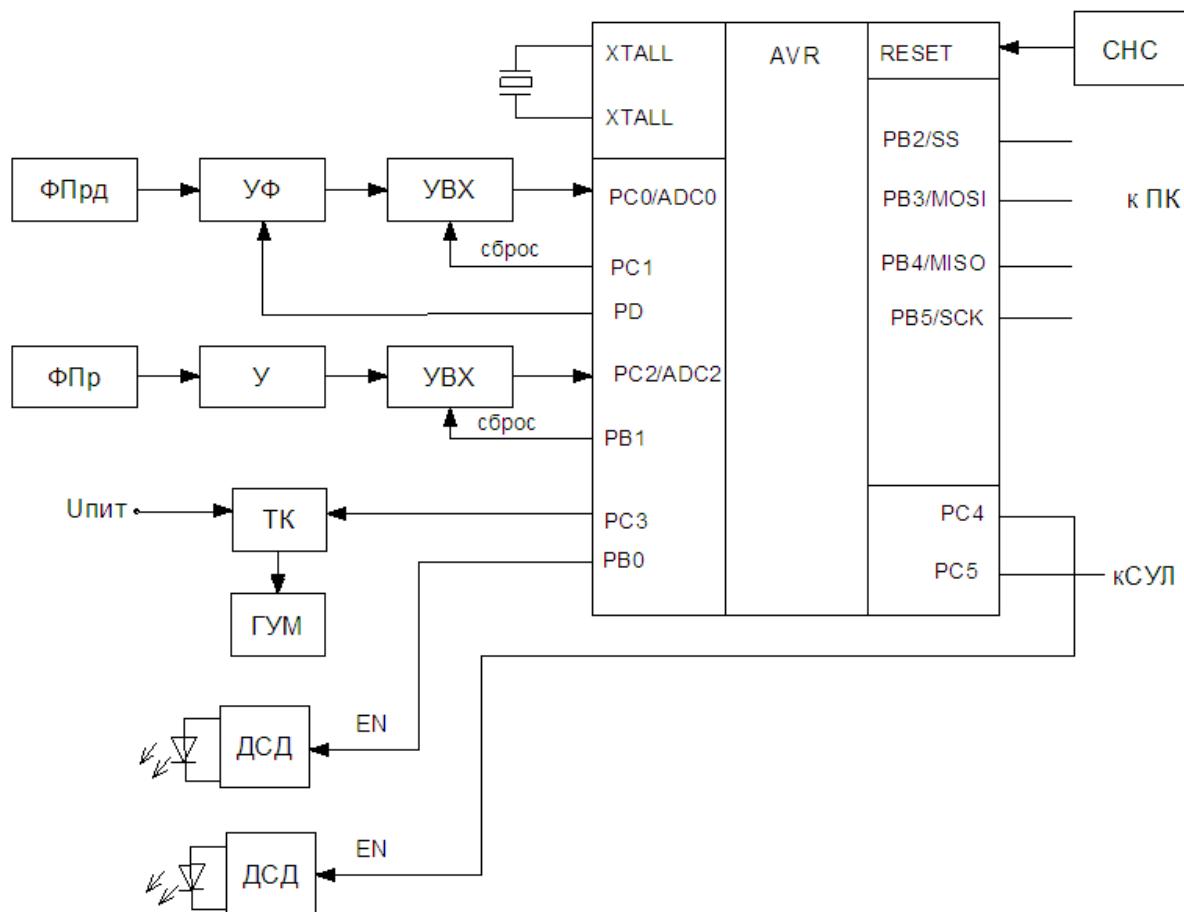 XTALL
AVR
RESET
СНС
XTALL
PB2/SS
ФПрд
УФ
УВХ
PC0/ADC0
PB3/MOSI
к ПК
сброс
PC1
PB4/MISO
PD
PB5/SCK
ФПр
У
УВХ
PC2/ADC2
сброс
PB1
Uпит
ТК
PC3
PC4
PB0
PC5
кСУЛ
ГУМ
EN
ДСД
EN
ДСД